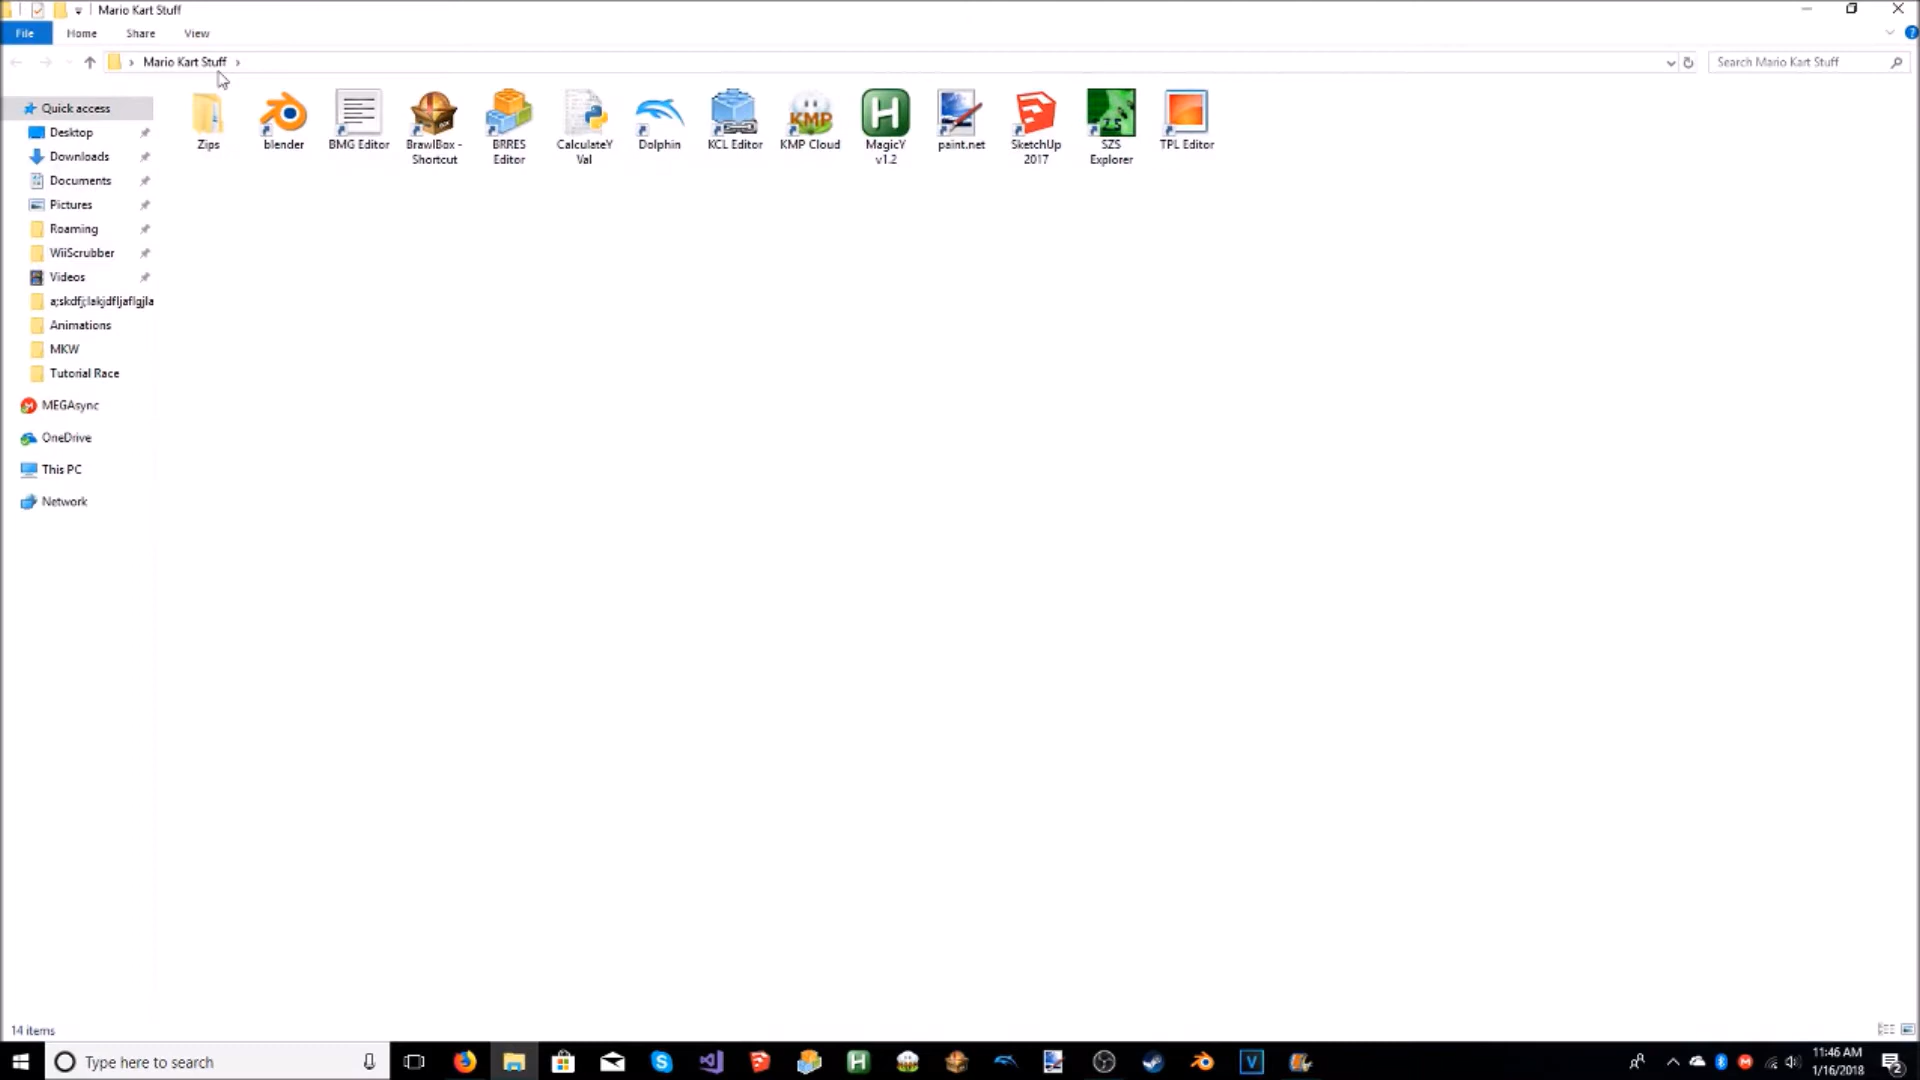 Mario Kart Stuff
File Home Share View
Mario Kart Stuff
Search Mario Kart Stuff
Zips
blender
BMG Editor
BrawlBox -
Shortcut
BRRES
Editor
CalculateY
Val
Dolphin
KCL Editor
KMP
KMP Cloud
H
MagicY
v1.2
paint.net
SketchUp
2017
SZS
Explorer
TPL Editor
Quick access
Desktop
Downloads
Documents
Pictures
Roaming
WiiScrubber
Videos
Animations
MKW
Tutorial Race
MEGAsync
OneDrive
This PC
Network
14 items
Type here to search
11:46 AM
1/16/2018